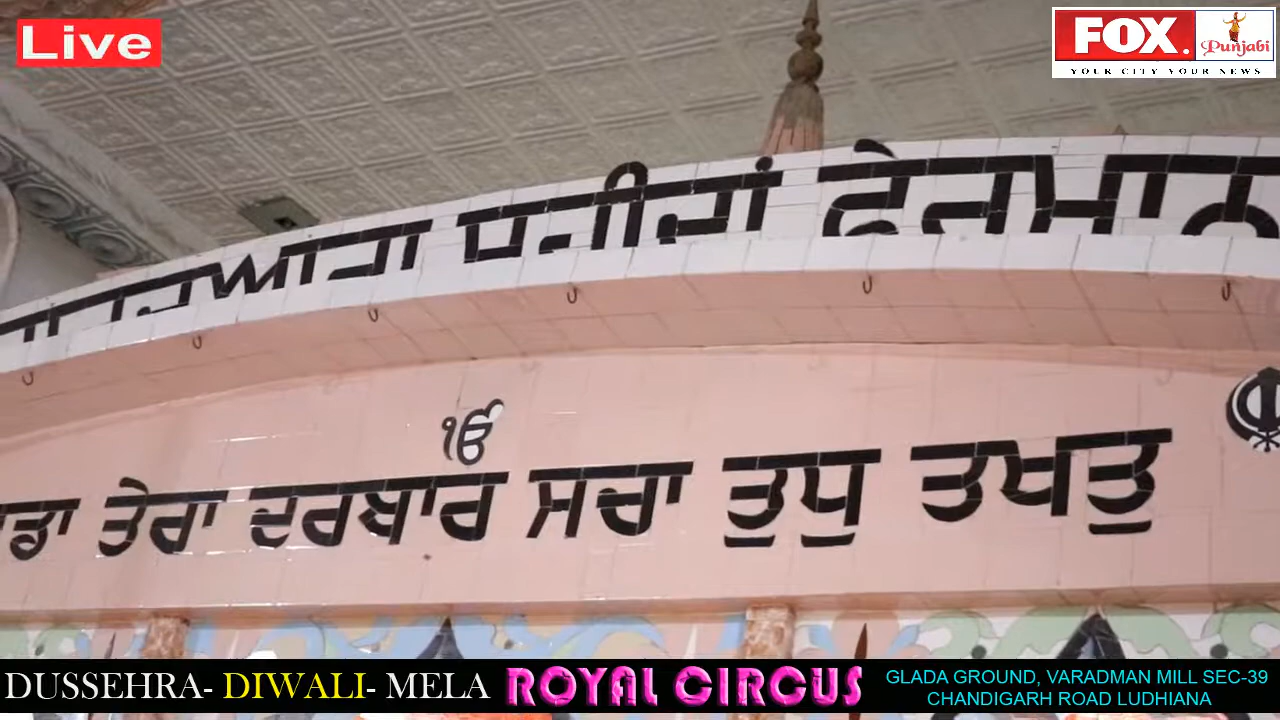 Live
FOX.
Punjabi
YOUR CITY YOUR NEWS
ੴ
ਤੇਰਾ ਦਰਬਾਰ ਸਚਾ ਤੁਧੁ ਤਖਤੁ
DUSSEHRA- DIWALI- MELA ROYAL CIRCUS
GLADA GROUND, VARADMAN MILL SEC-39
CHANDIGARH ROAD LUDHIANA